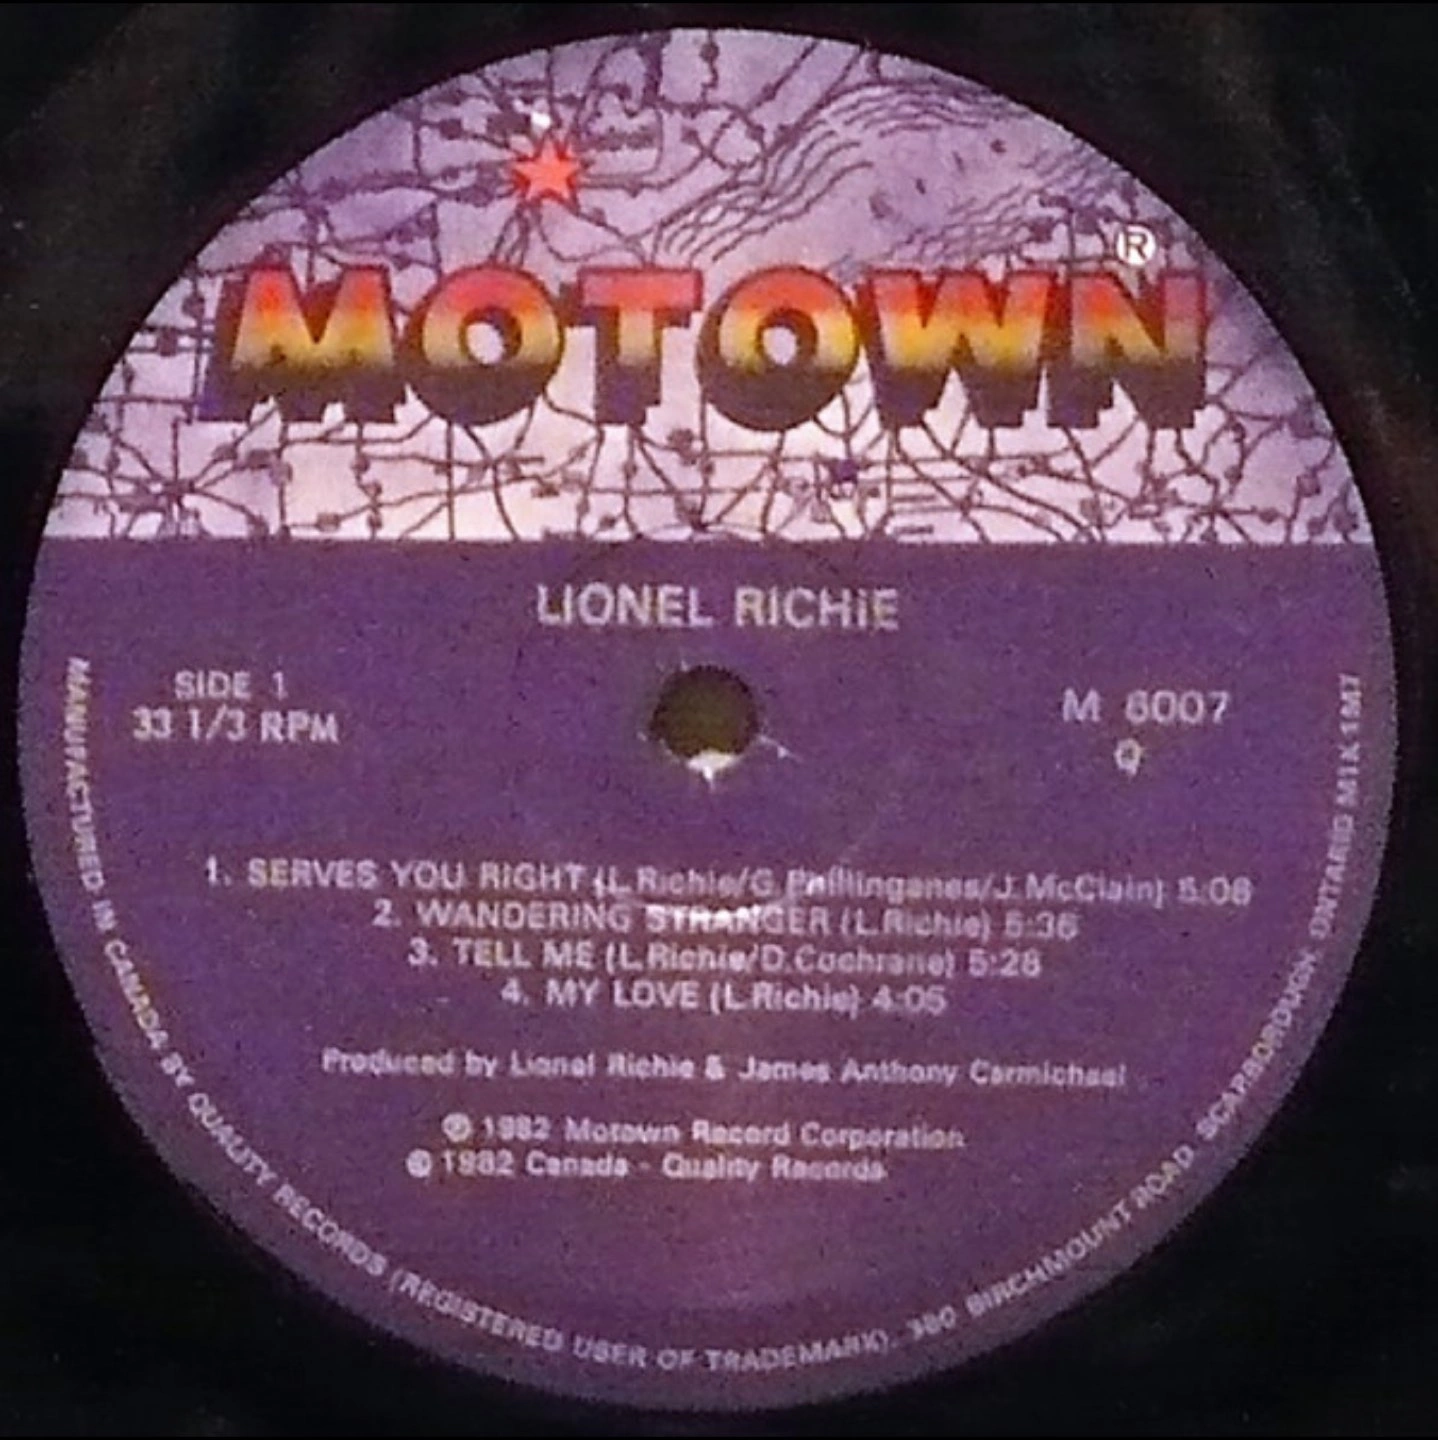 ®
MOTOWN
LIONEL RICHIE
SIDE 1
33 1/3 RPM
M 6007
Q
1. SERVES YOU RIGHT (L.Richie/G.Phillinganes/J.McClain) 5:08
2. WANDERING STRANGER (L.Richie) 5:36
3. TELL ME (L.Richie/D.Cochrane) 5:28
4. MY LOVE (L.Richie) 4:05
Produced by Lionel Richie & James Anthony Carmichael
℗ 1982 Motown Record Corporation
© 1982 Canada - Quality Records
MANUFACTURED IN CANADA BY QUALITY RECORDS (REGISTERED USER OF TRADEMARK). 380 BIRCHMOUNT ROAD SCARBOROUGH, ONTARIO M1K 1M7